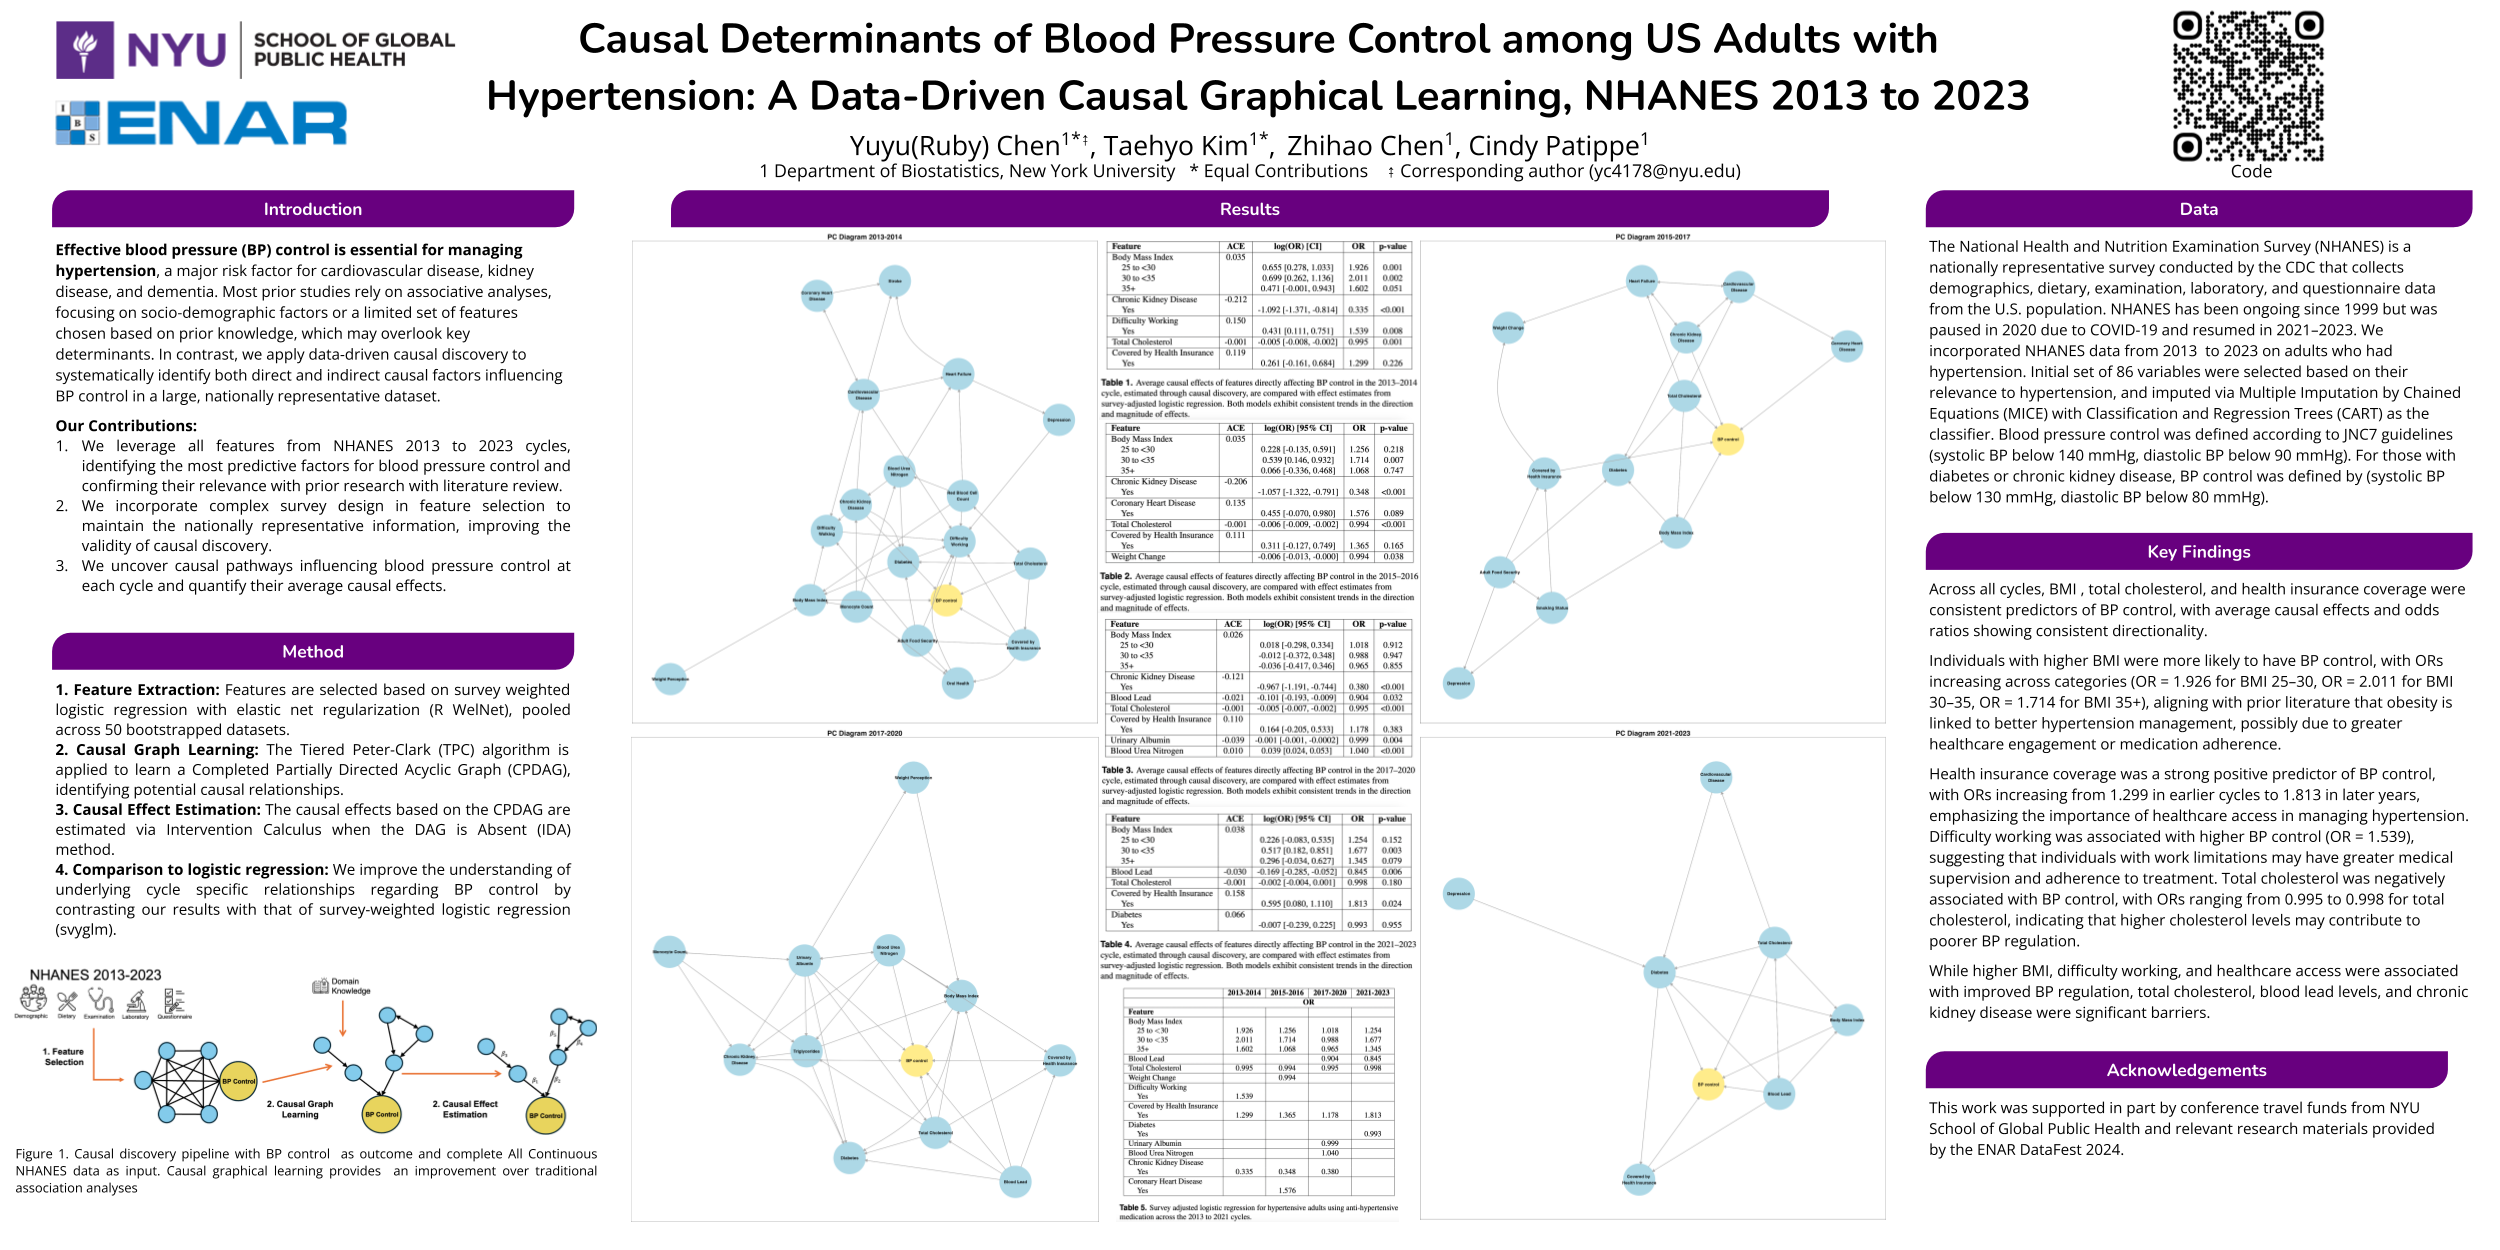 NYU
SCHOOL OF GLOBAL
PUBLIC HEALTH
I B S ENAR
Causal Determinants of Blood Pressure Control among US Adults with
Hypertension: A Data-Driven Causal Graphical Learning, NHANES 2013 to 2023
Yuyu(Ruby) Chen1*‡, Taehyo Kim1*, Zhihao Chen1, Cindy Patippe1
1 Department of Biostatistics, New York University * Equal Contributions ‡ Corresponding author (yc4178@nyu.edu)
Code
Introduction
Effective blood pressure (BP) control is essential for managing
hypertension, a major risk factor for cardiovascular disease, kidney
disease, and dementia. Most prior studies rely on associative analyses,
focusing on socio-demographic factors or a limited set of features
chosen based on prior knowledge, which may overlook key
determinants. In contrast, we apply data-driven causal discovery to
systematically identify both direct and indirect causal factors influencing
BP control in a large, nationally representative dataset.
Our Contributions:
1. We leverage all features from NHANES 2013 to 2023 cycles,
identifying the most predictive factors for blood pressure control and
confirming their relevance with prior research with literature review.
2. We incorporate complex survey design in feature selection to
maintain the nationally representative information, improving the
validity of causal discovery.
3. We uncover causal pathways influencing blood pressure control at
each cycle and quantify their average causal effects.
Method
1. Feature Extraction: Features are selected based on survey weighted
logistic regression with elastic net regularization (R WelNet), pooled
across 50 bootstrapped datasets.
2. Causal Graph Learning: The Tiered Peter-Clark (TPC) algorithm is
applied to learn a Completed Partially Directed Acyclic Graph (CPDAG),
identifying potential causal relationships.
3. Causal Effect Estimation: The causal effects based on the CPDAG are
estimated via Intervention Calculus when the DAG is Absent (IDA)
method.
4. Comparison to logistic regression: We improve the understanding of
underlying cycle specific relationships regarding BP control by
contrasting our results with that of survey-weighted logistic regression
(svyglm).
NHANES 2013-2023
Demographic Dietary Examination Laboratory Questionnaire
Domain
Knowledge
1. Feature
Selection
BP Control
2. Causal Graph
Learning
BP Control
2. Causal Effect
Estimation
BP Control
β3
β1
β2
β5
β4
Figure 1. Causal discovery pipeline with BP control as outcome and complete All Continuous
NHANES data as input. Causal graphical learning provides an improvement over traditional
association analyses
Results
PC Diagram 2013-2014
Stroke
Coronary Heart
Disease
Heart Failure
Cardiovascular
Disease
Depression
Blood Urea
Nitrogen
Red Blood Cell
Count
Chronic Kidney
Disease
Difficulty
Walking
Difficulty
Working
Diabetes
Total Cholesterol
Body Mass Index
Monocyte Count
BP control
Adult Food Security
Covered by
Health Insurance
Weight Perception
Oral Health
Feature ACE log(OR) [CI] OR p-value
Body Mass Index 0.035
25 to <30 0.655 [0.278, 1.033] 1.926 0.001
30 to <35 0.699 [0.262, 1.136] 2.011 0.002
35+ 0.471 [-0.001, 0.943] 1.602 0.051
Chronic Kidney Disease -0.212
Yes -1.092 [-1.371, -0.814] 0.335 <0.001
Difficulty Working 0.150
Yes 0.431 [0.111, 0.751] 1.539 0.008
Total Cholesterol -0.001 -0.005 [-0.008, -0.002] 0.995 0.001
Covered by Health Insurance 0.119
Yes 0.261 [-0.161, 0.684] 1.299 0.226
Table 1. Average causal effects of features directly affecting BP control in the 2013–2014
cycle, estimated through causal discovery, are compared with effect estimates from
survey-adjusted logistic regression. Both models exhibit consistent trends in the direction
and magnitude of effects.
Feature ACE log(OR) [95% CI] OR p-value
Body Mass Index 0.035
25 to <30 0.228 [-0.135, 0.591] 1.256 0.218
30 to <35 0.539 [0.146, 0.932] 1.714 0.007
35+ 0.066 [-0.336, 0.468] 1.068 0.747
Chronic Kidney Disease -0.206
Yes -1.057 [-1.322, -0.791] 0.348 <0.001
Coronary Heart Disease 0.135
Yes 0.455 [-0.070, 0.980] 1.576 0.089
Total Cholesterol -0.001 -0.006 [-0.009, -0.002] 0.994 <0.001
Covered by Health Insurance 0.111
Yes 0.311 [-0.127, 0.749] 1.365 0.165
Weight Change -0.006 [-0.013, -0.000] 0.994 0.038
Table 2. Average causal effects of features directly affecting BP control in the 2015–2016
cycle, estimated through causal discovery, are compared with effect estimates from
survey-adjusted logistic regression. Both models exhibit consistent trends in the direction
and magnitude of effects.
Feature ACE log(OR) [95% CI] OR p-value
Body Mass Index 0.026
25 to <30 0.018 [-0.298, 0.334] 1.018 0.912
30 to <35 -0.012 [-0.372, 0.348] 0.988 0.947
35+ -0.036 [-0.417, 0.346] 0.965 0.855
Chronic Kidney Disease -0.121
Yes -0.967 [-1.191, -0.744] 0.380 <0.001
Blood Lead -0.021 -0.101 [-0.193, -0.009] 0.904 0.032
Total Cholesterol -0.001 -0.005 [-0.007, -0.002] 0.995 <0.001
Covered by Health Insurance 0.110
Yes 0.164 [-0.205, 0.533] 1.178 0.383
Urinary Albumin -0.039 -0.001 [-0.001, -0.0002] 0.999 0.004
Blood Urea Nitrogen 0.010 0.039 [0.024, 0.053] 1.040 <0.001
Table 3. Average causal effects of features directly affecting BP control in the 2017–2020
cycle, estimated through causal discovery, are compared with effect estimates from
survey-adjusted logistic regression. Both models exhibit consistent trends in the direction
and magnitude of effects.
Feature ACE log(OR) [95% CI] OR p-value
Body Mass Index 0.038
25 to <30 0.226 [-0.083, 0.535] 1.254 0.152
30 to <35 0.517 [0.182, 0.851] 1.677 0.003
35+ 0.296 [-0.034, 0.627] 1.345 0.079
Blood Lead -0.030 -0.169 [-0.285, -0.052] 0.845 0.006
Total Cholesterol -0.001 -0.002 [-0.004, 0.001] 0.998 0.180
Covered by Health Insurance 0.158
Yes 0.595 [0.080, 1.110] 1.813 0.024
Diabetes 0.066
Yes -0.007 [-0.239, 0.225] 0.993 0.955
Table 4. Average causal effects of features directly affecting BP control in the 2021–2023
cycle, estimated through causal discovery, are compared with effect estimates from
survey-adjusted logistic regression. Both models exhibit consistent trends in the direction
and magnitude of effects.
2013-2014 2015-2016 2017-2020 2021-2023
OR
Feature
Body Mass Index
25 to <30 1.926 1.256 1.018 1.254
30 to <35 2.011 1.714 0.988 1.677
35+ 1.602 1.068 0.965 1.345
Blood Lead 0.904 0.845
Total Cholesterol 0.995 0.994 0.995 0.998
Weight Change 0.994
Difficulty Working
Yes 1.539
Covered by Health Insurance
Yes 1.299 1.365 1.178 1.813
Diabetes
Yes 0.993
Urinary Albumin 0.999
Blood Urea Nitrogen 1.040
Chronic Kidney Disease
Yes 0.335 0.348 0.380
Coronary Heart Disease
Yes 1.576
Table 5. Survey adjusted logistic regression for hypertensive adults using anti-hypertensive
medication across the 2013 to 2021 cycles.
PC Diagram 2015-2017
Heart Failure
Cardiovascular
Disease
Weight Change
Chronic Kidney
Disease
Coronary Heart
Disease
Total Cholesterol
BP control
Covered by
Health Insurance
Diabetes
Body Mass Index
Adult Food Security
Smoking Status
Depression
PC Diagram 2017-2020
Weight Perception
Monocyte Count
Urinary
Albumin
Blood Urea
Nitrogen
Body Mass Index
Chronic Kidney
Disease
Triglycerides
BP control
Covered by
Health Insurance
Total Cholesterol
Diabetes
Blood Lead
PC Diagram 2021-2023
Cardiovascular
Disease
Depression
Total Cholesterol
Diabetes
Body Mass Index
BP control
Blood Lead
Covered by
Health Insurance
Data
The National Health and Nutrition Examination Survey (NHANES) is a
nationally representative survey conducted by the CDC that collects
demographics, dietary, examination, laboratory, and questionnaire data
from the U.S. population. NHANES has been ongoing since 1999 but was
paused in 2020 due to COVID-19 and resumed in 2021–2023. We
incorporated NHANES data from 2013 to 2023 on adults who had
hypertension. Initial set of 86 variables were selected based on their
relevance to hypertension, and imputed via Multiple Imputation by Chained
Equations (MICE) with Classification and Regression Trees (CART) as the
classifier. Blood pressure control was defined according to JNC7 guidelines
(systolic BP below 140 mmHg, diastolic BP below 90 mmHg). For those with
diabetes or chronic kidney disease, BP control was defined by (systolic BP
below 130 mmHg, diastolic BP below 80 mmHg).
Key Findings
Across all cycles, BMI , total cholesterol, and health insurance coverage were
consistent predictors of BP control, with average causal effects and odds
ratios showing consistent directionality.
Individuals with higher BMI were more likely to have BP control, with ORs
increasing across categories (OR = 1.926 for BMI 25–30, OR = 2.011 for BMI
30–35, OR = 1.714 for BMI 35+), aligning with prior literature that obesity is
linked to better hypertension management, possibly due to greater
healthcare engagement or medication adherence.
Health insurance coverage was a strong positive predictor of BP control,
with ORs increasing from 1.299 in earlier cycles to 1.813 in later years,
emphasizing the importance of healthcare access in managing hypertension.
Difficulty working was associated with higher BP control (OR = 1.539),
suggesting that individuals with work limitations may have greater medical
supervision and adherence to treatment. Total cholesterol was negatively
associated with BP control, with ORs ranging from 0.995 to 0.998 for total
cholesterol, indicating that higher cholesterol levels may contribute to
poorer BP regulation.
While higher BMI, difficulty working, and healthcare access were associated
with improved BP regulation, total cholesterol, blood lead levels, and chronic
kidney disease were significant barriers.
Acknowledgements
This work was supported in part by conference travel funds from NYU
School of Global Public Health and relevant research materials provided
by the ENAR DataFest 2024.